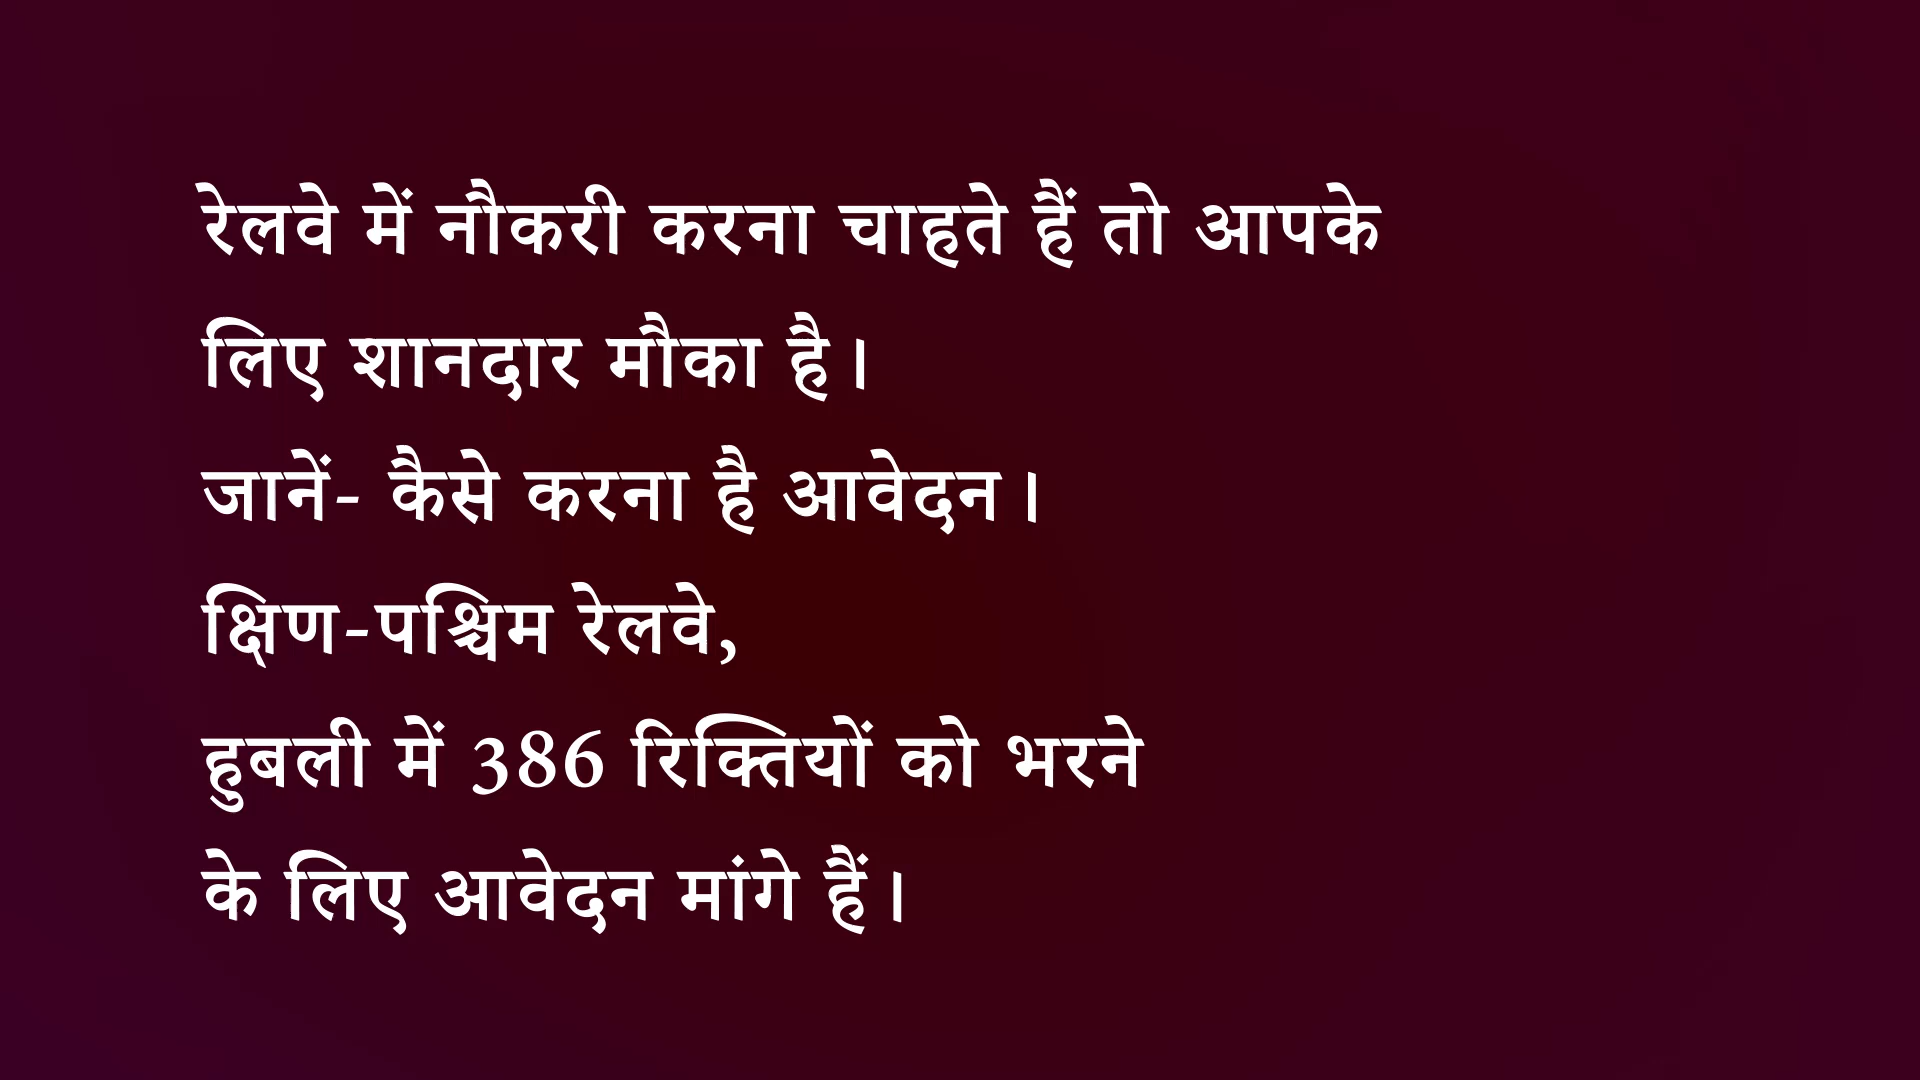 रेलवे में नौकरी करना चाहते हैं तो आपके
लिए शानदार मौका है।
जानें- कैसे करना है आवेदन।
क्षिण-पश्चिम रेलवे,
हुबली में 386 रिक्तियों को भरने
के लिए आवेदन मांगे हैं।